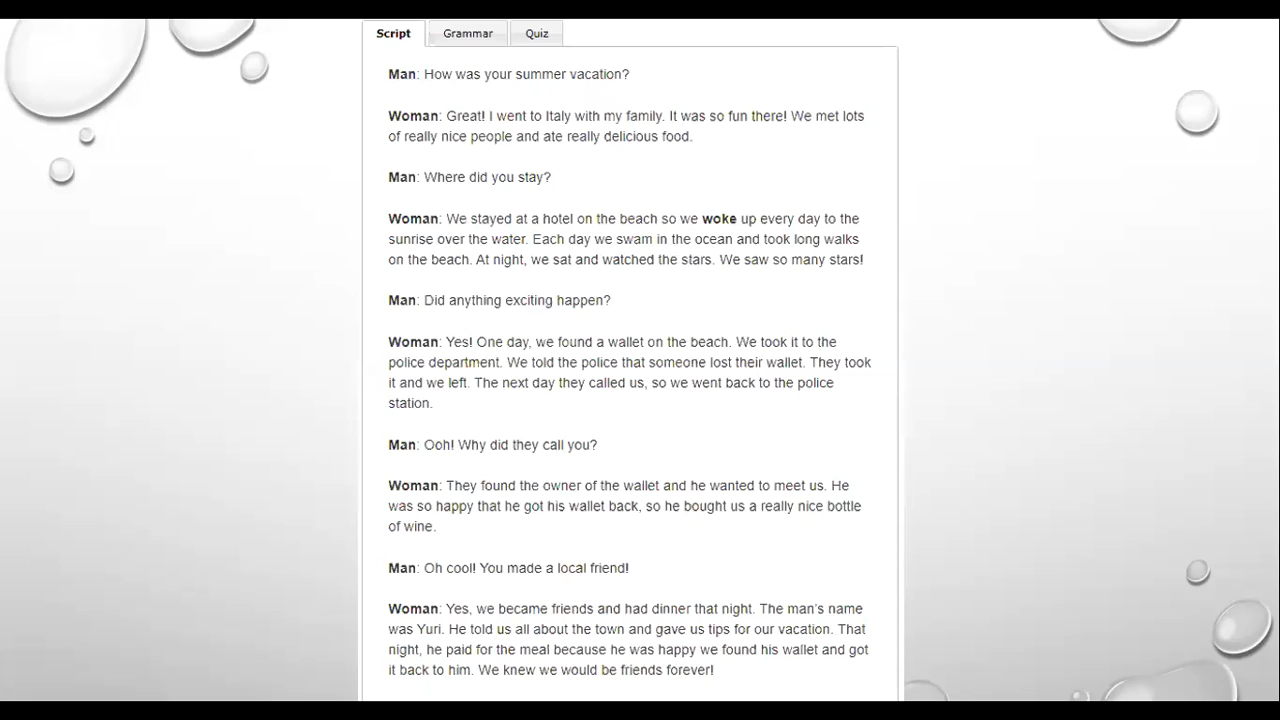 Script Grammar Quiz
Man: How was your summer vacation?
Woman: Great! I went to Italy with my family. It was so fun there! We met lots
of really nice people and ate really delicious food.
Man: Where did you stay?
Woman: We stayed at a hotel on the beach so we woke up every day to the
sunrise over the water. Each day we swam in the ocean and took long walks
on the beach. At night, we sat and watched the stars. We saw so many stars!
Man: Did anything exciting happen?
Woman: Yes! One day, we found a wallet on the beach. We took it to the
police department. We told the police that someone lost their wallet. They took
it and we left. The next day they called us, so we went back to the police
station.
Man: Ooh! Why did they call you?
Woman: They found the owner of the wallet and he wanted to meet us. He
was so happy that he got his wallet back, so he bought us a really nice bottle
of wine.
Man: Oh cool! You made a local friend!
Woman: Yes, we became friends and had dinner that night. The man's name
was Yuri. He told us all about the town and gave us tips for our vacation. That
night, he paid for the meal because he was happy we found his wallet and got
it back to him. We knew we would be friends forever!